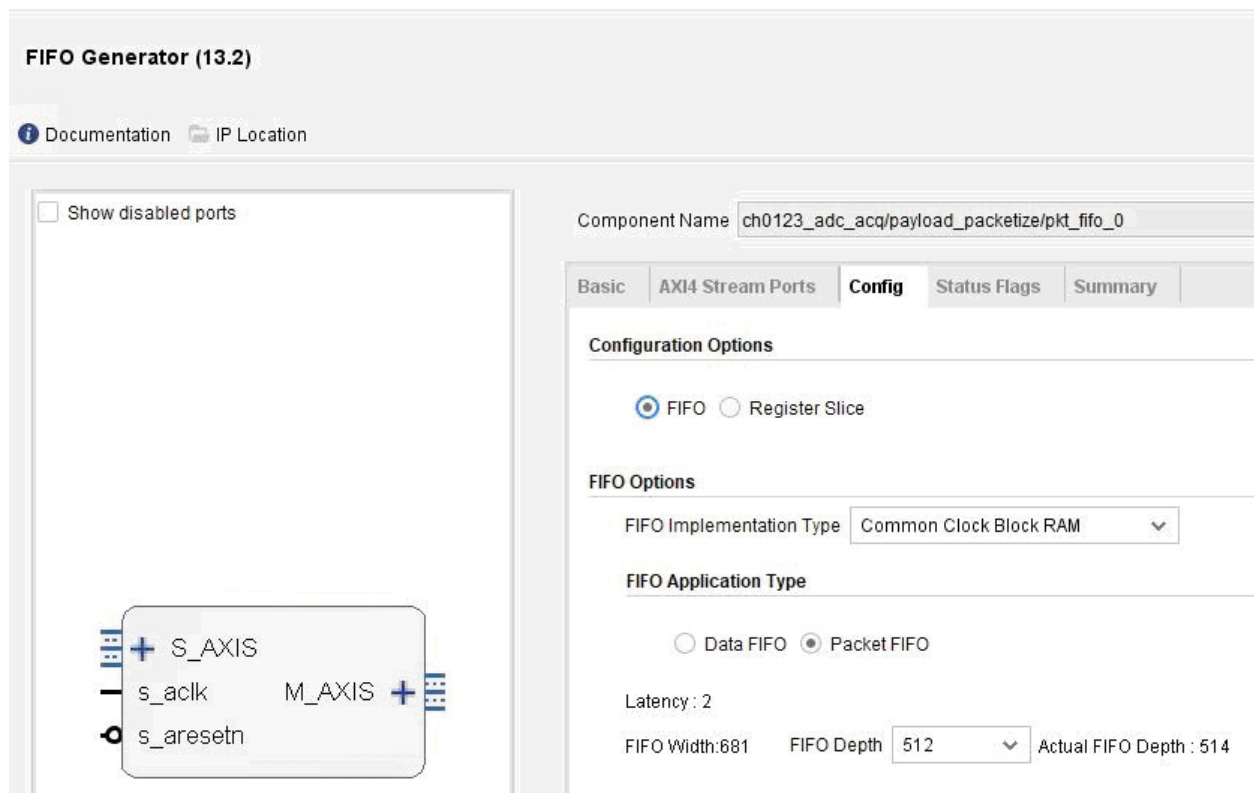 FIFO Generator (13.2)
Documentation IP Location
Show disabled ports
Component Name ch0123_adc_acq/payload_packetize/pkt_fifo_0
Basic AXI4 Stream Ports Config Status Flags Summary
Configuration Options
FIFO Register Slice
FIFO Options
FIFO Implementation Type Common Clock Block RAM
FIFO Application Type
Data FIFO Packet FIFO
Latency : 2
FIFO Width:681 FIFO Depth 512 Actual FIFO Depth : 514
S_AXIS
s_aclk M_AXIS
s_aresetn